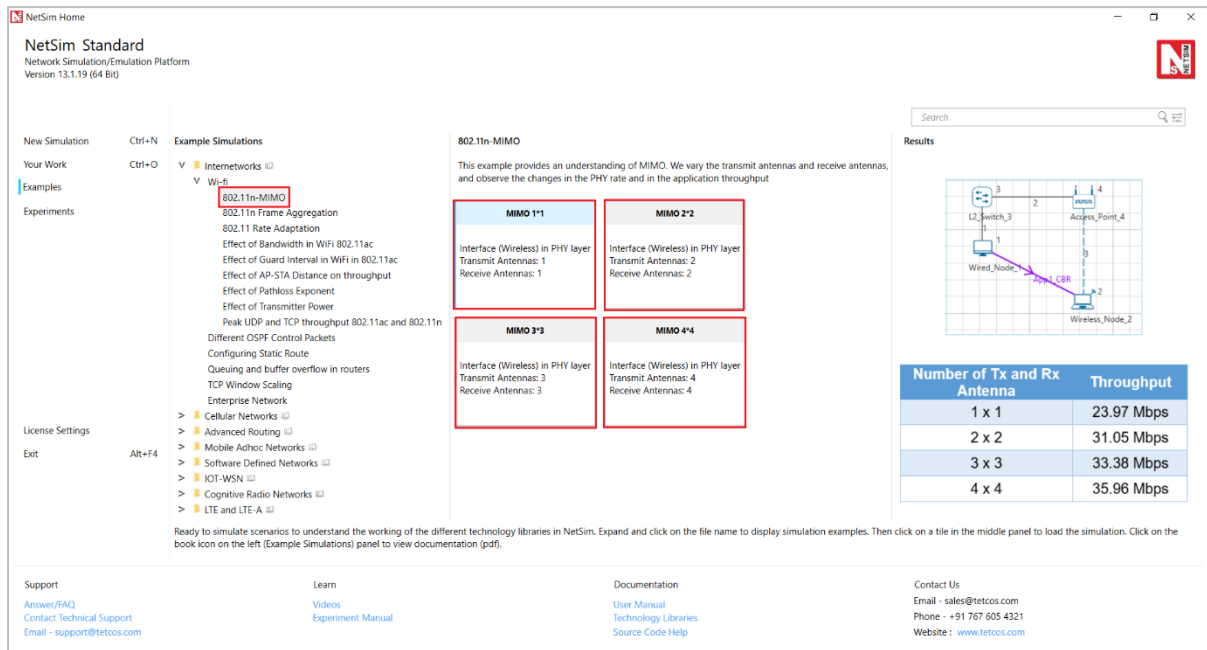 NetSim Home
NetSim Standard
Network Simulation/Emulation Platform
Version 13.1.19 (64 Bit)
NETSIM
Search
New Simulation Ctrl+N
Your Work Ctrl+O
Examples
Experiments
License Settings
Exit Alt+F4
Example Simulations
Internetworks
Wi-fi
802.11n-MIMO
802.11n Frame Aggregation
802.11 Rate Adaptation
Effect of Bandwidth in WiFi 802.11ac
Effect of Guard Interval in WiFi in 802.11ac
Effect of AP-STA Distance on throughput
Effect of Pathloss Exponent
Effect of Transmitter Power
Peak UDP and TCP throughput 802.11ac and 802.11n
Different OSPF Control Packets
Configuring Static Route
Queuing and buffer overflow in routers
TCP Window Scaling
Enterprise Network
Cellular Networks
Advanced Routing
Mobile Adhoc Networks
Software Defined Networks
IOT-WSN
Cognitive Radio Networks
LTE and LTE-A
802.11n-MIMO
This example provides an understanding of MIMO. We vary the transmit antennas and receive antennas,
and observe the changes in the PHY rate and in the application throughput
MIMO 1*1
Interface (Wireless) in PHY layer
Transmit Antennas: 1
Receive Antennas: 1
MIMO 2*2
Interface (Wireless) in PHY layer
Transmit Antennas: 2
Receive Antennas: 2
MIMO 3*3
Interface (Wireless) in PHY layer
Transmit Antennas: 3
Receive Antennas: 3
MIMO 4*4
Interface (Wireless) in PHY layer
Transmit Antennas: 4
Receive Antennas: 4
Results
3
2
4
L2_Switch_3
Access_Point_4
1
1
3
Wired_Node_1
App1_CBR
2
Wireless_Node_2
Number of Tx and Rx Antenna Throughput
1 x 1 23.97 Mbps
2 x 2 31.05 Mbps
3 x 3 33.38 Mbps
4 x 4 35.96 Mbps
Ready to simulate scenarios to understand the working of the different technology libraries in NetSim. Expand and click on the file name to display simulation examples. Then click on a tile in the middle panel to load the simulation. Click on the
book icon on the left (Example Simulations) panel to view documentation (pdf).
Support
Answer/FAQ
Contact Technical Support
Email - support@tetcos.com
Learn
Videos
Experiment Manual
Documentation
User Manual
Technology Libraries
Source Code Help
Contact Us
Email - sales@tetcos.com
Phone - +91 767 605 4321
Website : www.tetcos.com